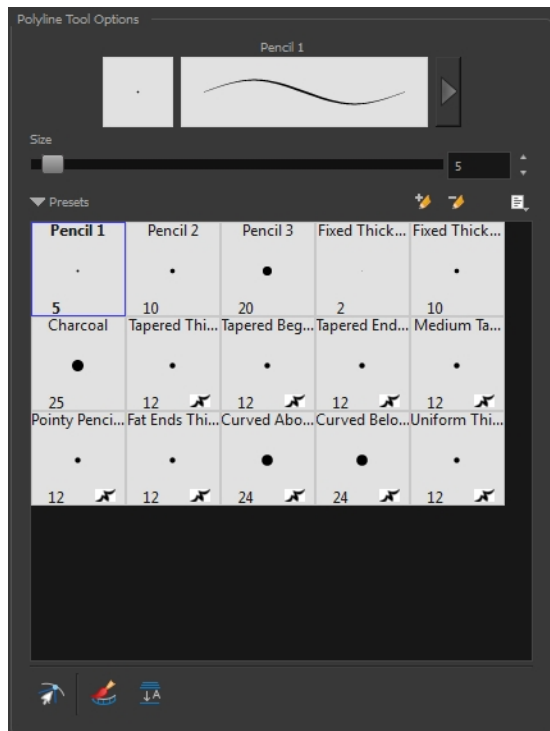 Polyline Tool Options
Pencil 1
Size
5
Presets
Pencil 1 Pencil 2 Pencil 3 Fixed Thick... Fixed Thick...
5 10 20 2 10
Charcoal Tapered Thi... Tapered Beg... Tapered End... Medium Ta...
25 12 12 12 12
Pointy Penci... Fat Ends Thi... Curved Abo... Curved Belo... Uniform Thi...
12 12 24 24 12
A